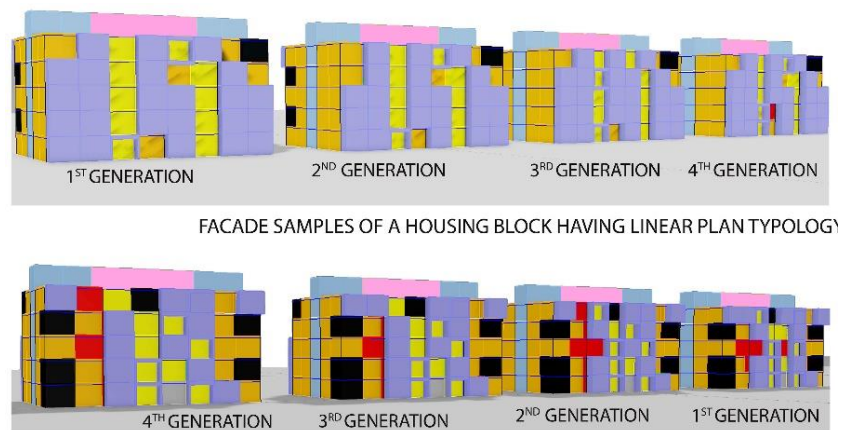 1ST GENERATION
2ND GENERATION
3RD GENERATION
4TH GENERATION
FACADE SAMPLES OF A HOUSING BLOCK HAVING LINEAR PLAN TYPOLOGY
4TH GENERATION
3RD GENERATION
2ND GENERATION
1ST GENERATION